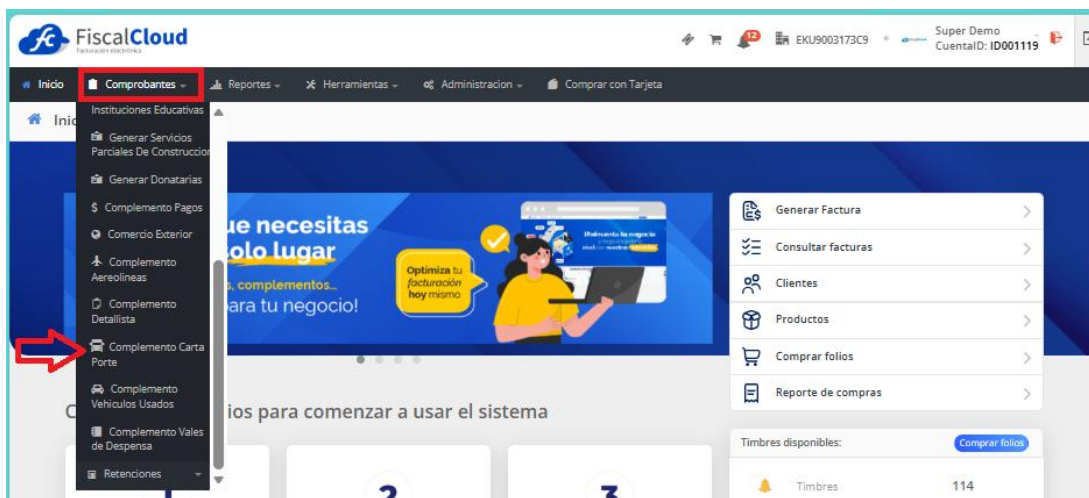 FiscalCloud
Facturación electrónica
12
EKU9003173C9
Super Demo
CuentaID: ID001119
Inicio
Comprobantes
Reportes
Herramientas
Administracion
Comprar con Tarjeta
Instituciones Educativas
Generar Servicios
Parciales De Construccion
Generar Donatarias
$ Complemento Pagos
Comercio Exterior
Complemento
Aereolineas
Complemento
Detallista
Complemento Carta
Porte
Complemento
Vehiculos Usados
Complemento Vales
de Despensa
Retenciones
ue necesitas
solo lugar
s, complementos...
para tu negocio!
Optimiza tu
facturación
hoy mismo
Generar Factura
Consultar facturas
Clientes
Productos
Comprar folios
Reporte de compras
ios para comenzar a usar el sistema
1
2
3
Timbres disponibles:
Comprar folios
Timbres
114